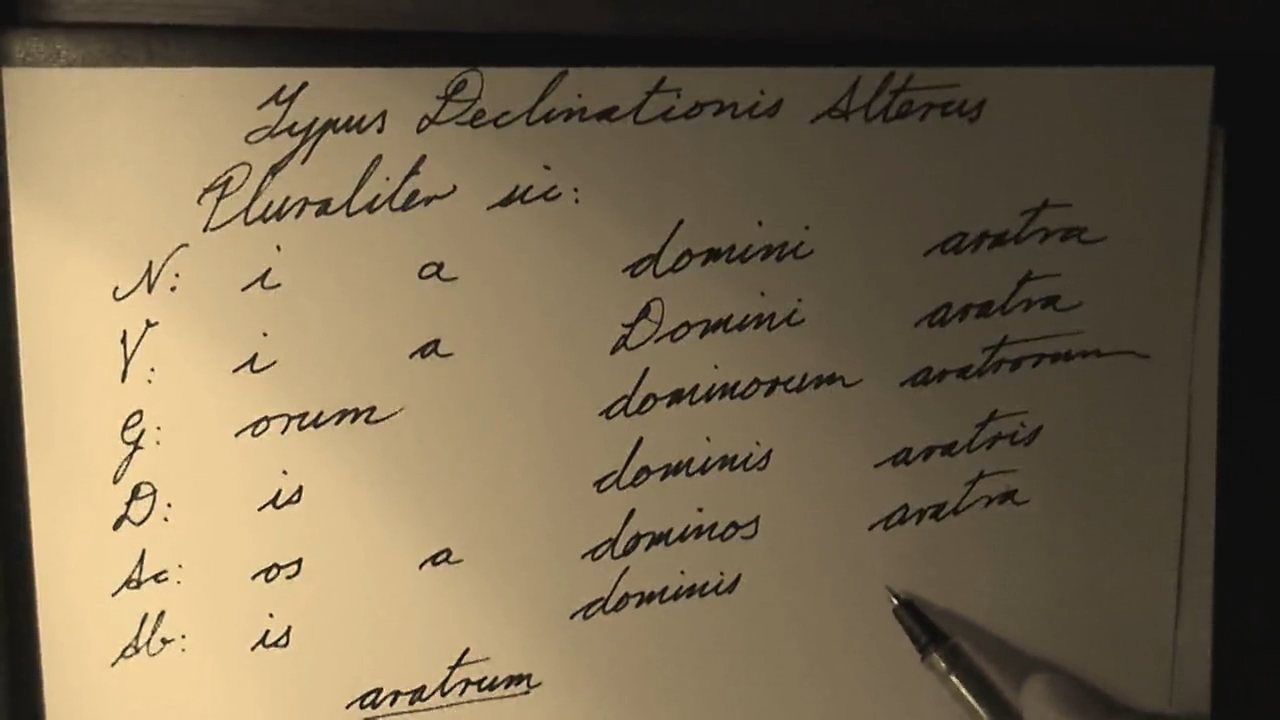 Typus Declinationis Alterus
Pluraliter sic:
N: i a domini aratra
V: i a Domini aratra
G: orum dominorum aratrorum
D: is dominis aratris
Ac: os a dominos aratra
Ab: is dominis
aratrum